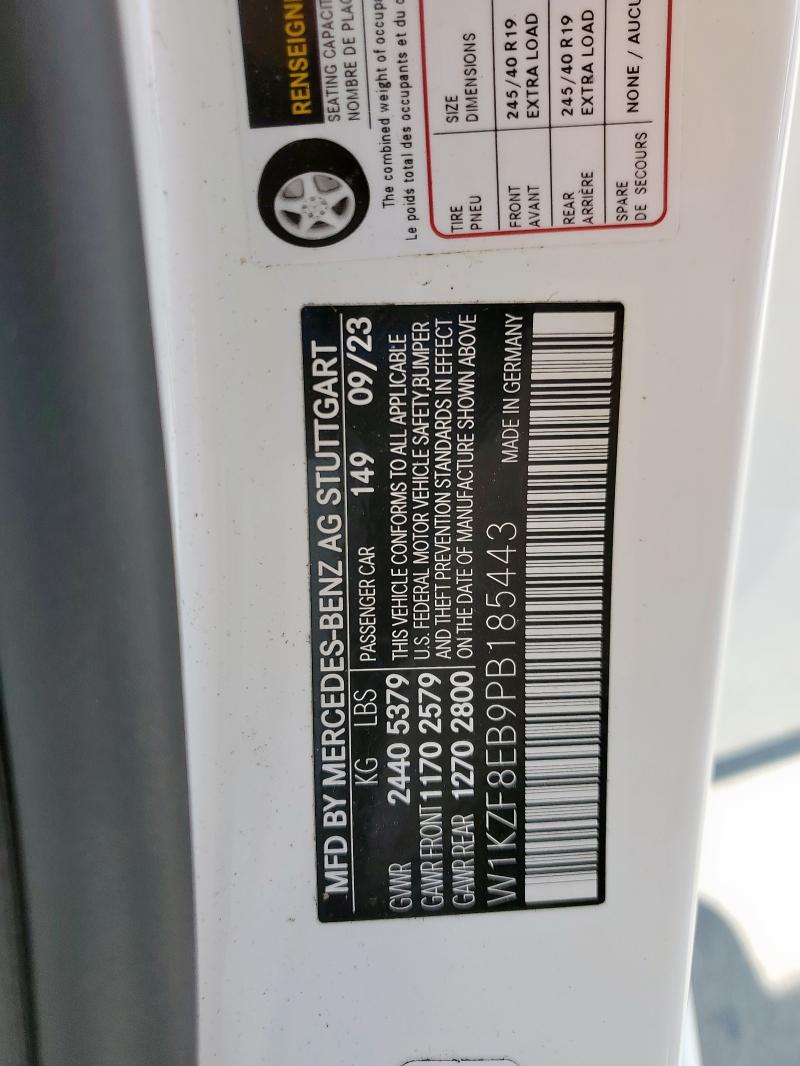 RENSEIGN
SEATING CAPACIT
NOMBRE DE PLAC
The combined weight of occupa
Le poids total des occupants et du c
TIRE SIZE
PNEU DIMENSIONS
FRONT 245/40 R19
AVANT EXTRA LOAD
REAR 245/40 R19
ARRIÈRE EXTRA LOAD
SPARE NONE / AUCU
DE SECOURS
MFD BY MERCEDES-BENZ AG STUTTGART
KG LBS PASSENGER CAR 149 09/23
GVWR 2440 5379 THIS VEHICLE CONFORMS TO ALL APPLICABLE
GAWR FRONT 1170 2579 U.S. FEDERAL MOTOR VEHICLE SAFETY,BUMPER
AND THEFT PREVENTION STANDARDS IN EFFECT
GAWR REAR 1270 2800 ON THE DATE OF MANUFACTURE SHOWN ABOVE
W1KZF8EB9PB185443 MADE IN GERMANY